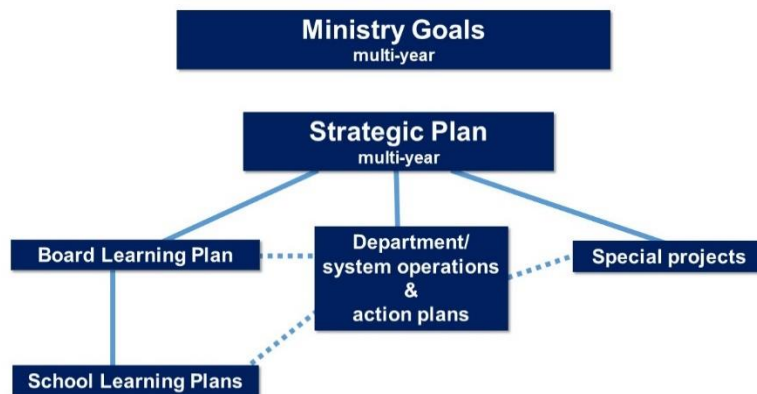 Ministry Goals
multi-year
Strategic Plan
multi-year
Board Learning Plan
Department/
system operations
&
action plans
Special projects
School Learning Plans